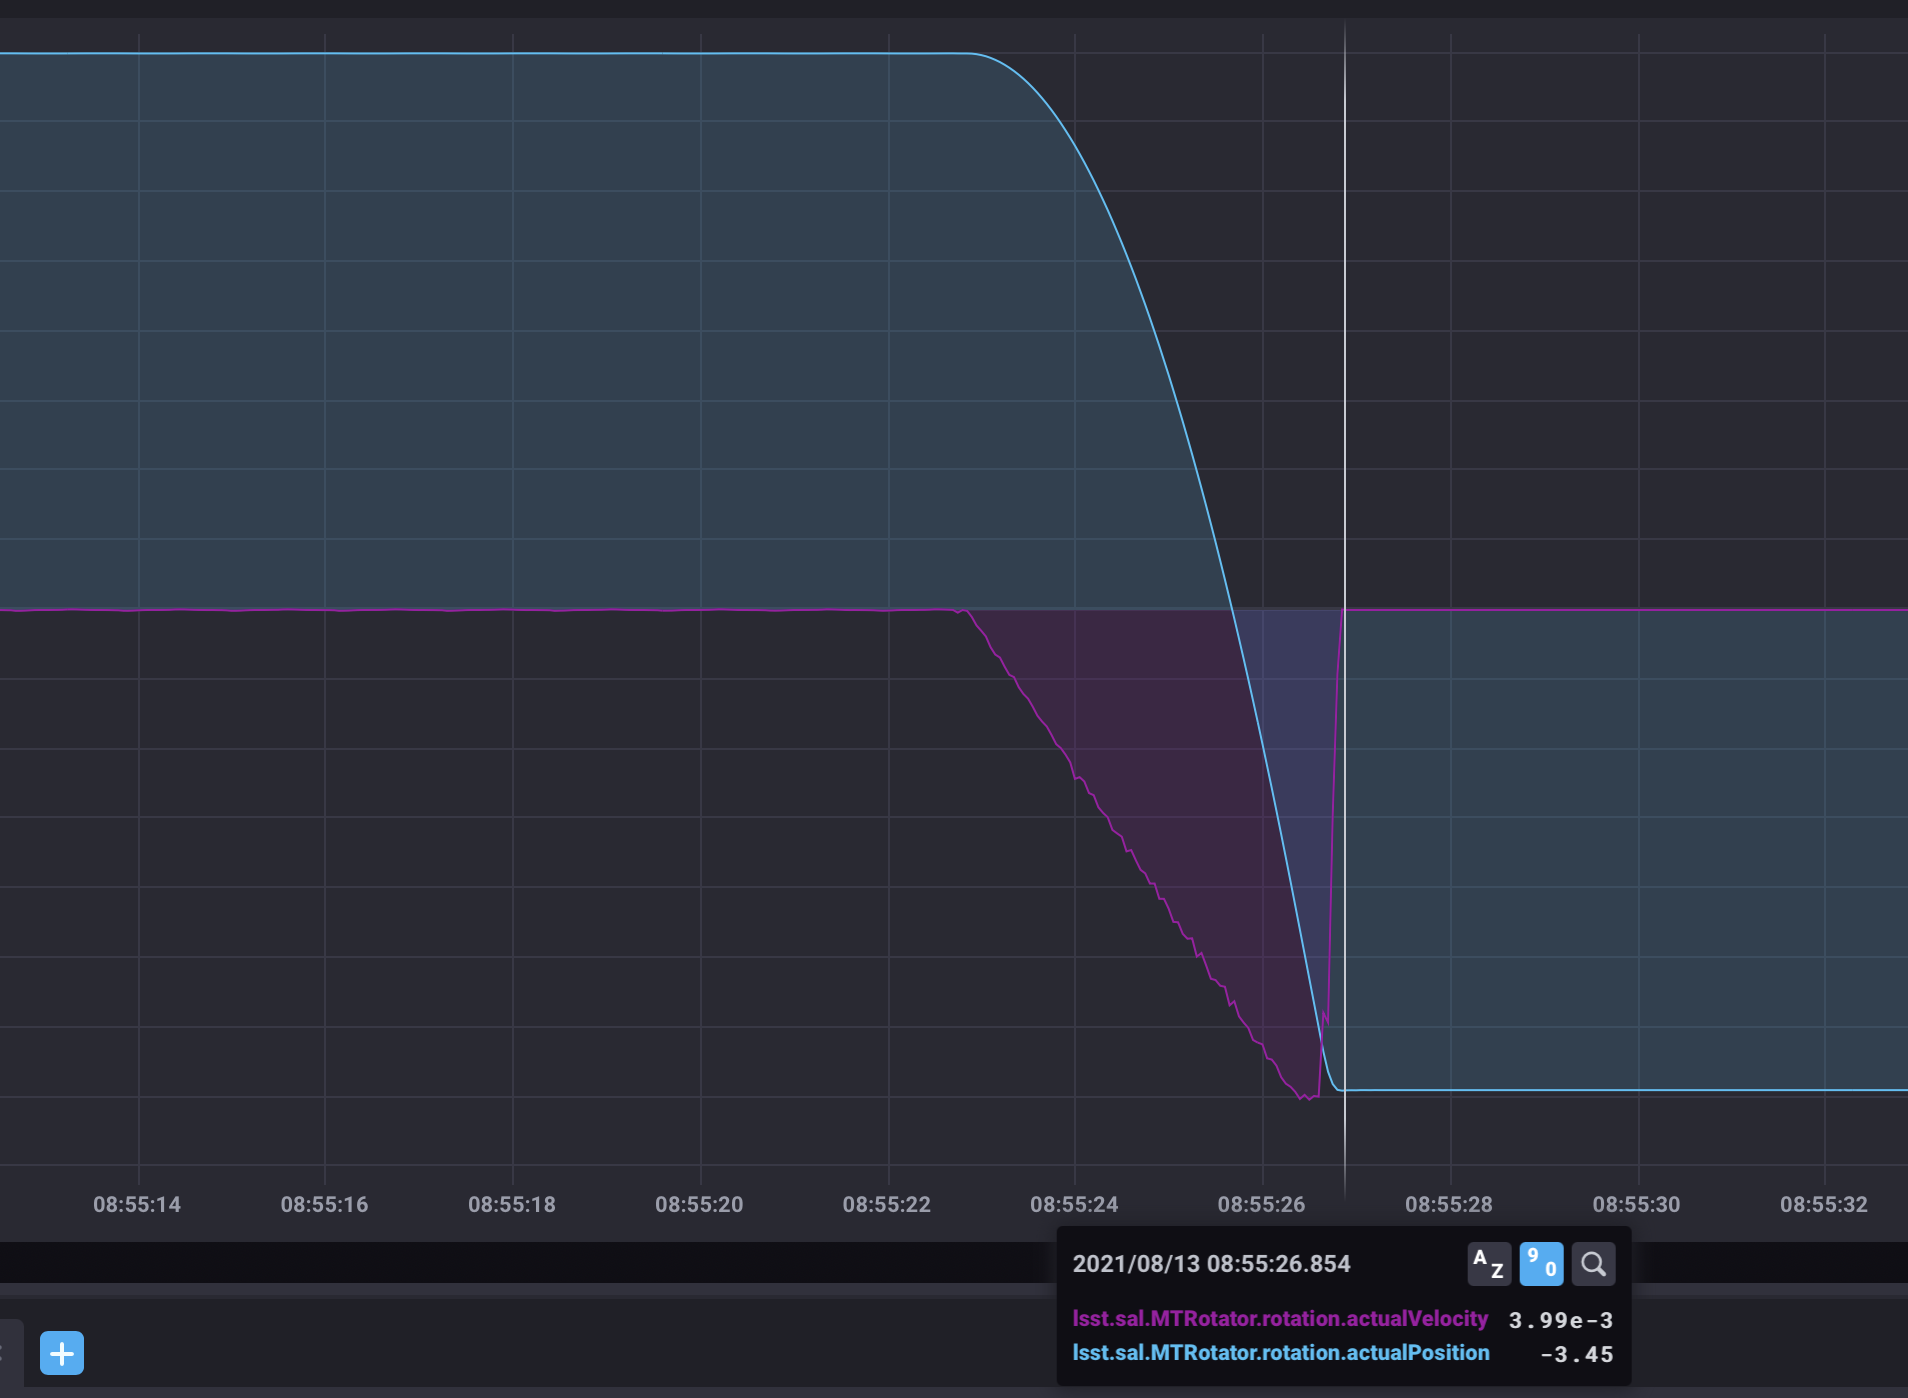 08:55:14 08:55:16 08:55:18 08:55:20 08:55:22 08:55:24 08:55:26 08:55:28 08:55:30 08:55:32
2021/08/13 08:55:26.854 A Z 9 0
lsst.sal.MTRotator.rotation.actualVelocity 3.99e-3
lsst.sal.MTRotator.rotation.actualPosition -3.45